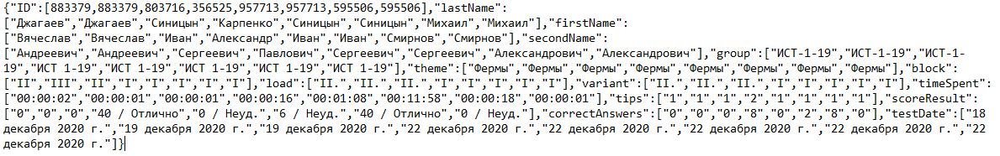 {"ID":[883379,883379,803716,356525,957713,957713,595506,595506],"lastName":
["Джагаев","Джагаев","Синицын","Карпенко","Синицын","Синицын","Михаил","Михаил"],"firstName":
["Вячеслав","Вячеслав","Иван","Александр","Иван","Иван","Смирнов","Смирнов"],"secondName":
["Андреевич","Андреевич","Сергеевич","Павлович","Сергеевич","Сергеевич","Александрович","Александрович"],"group":["ИСТ-1-19","ИСТ-1-19","ИСТ-1-
19","ИСТ 1-19","ИСТ 1-19","ИСТ 1-19","ИСТ 1-19","ИСТ 1-19"],"theme":["Фермы","Фермы","Фермы","Фермы","Фермы","Фермы","Фермы","Фермы"],"block":
["II","III","II","I","I","I","I","I"],"load":["II.","II.","II.","I","I","I","I","I"],"variant":["II.","II.","II.","I","I","I","I","I"],"timeSpent":
["00:00:02","00:00:01","00:00:01","00:00:16","00:01:08","00:11:58","00:00:18","00:00:01"],"tips":["1","1","1","2","1","1","1","1"],"scoreResult":
["0","0","0","40 / Отлично","0 / Неуд.","6 / Неуд.","40 / Отлично","0 / Неуд."],"correctAnswers":["0","0","0","8","0","2","8","0"],"testDate":["18
декабря 2020 г.","19 декабря 2020 г.","19 декабря 2020 г.","22 декабря 2020 г.","22 декабря 2020 г.","22 декабря 2020 г.","22 декабря 2020 г.","22
декабря 2020 г."]}